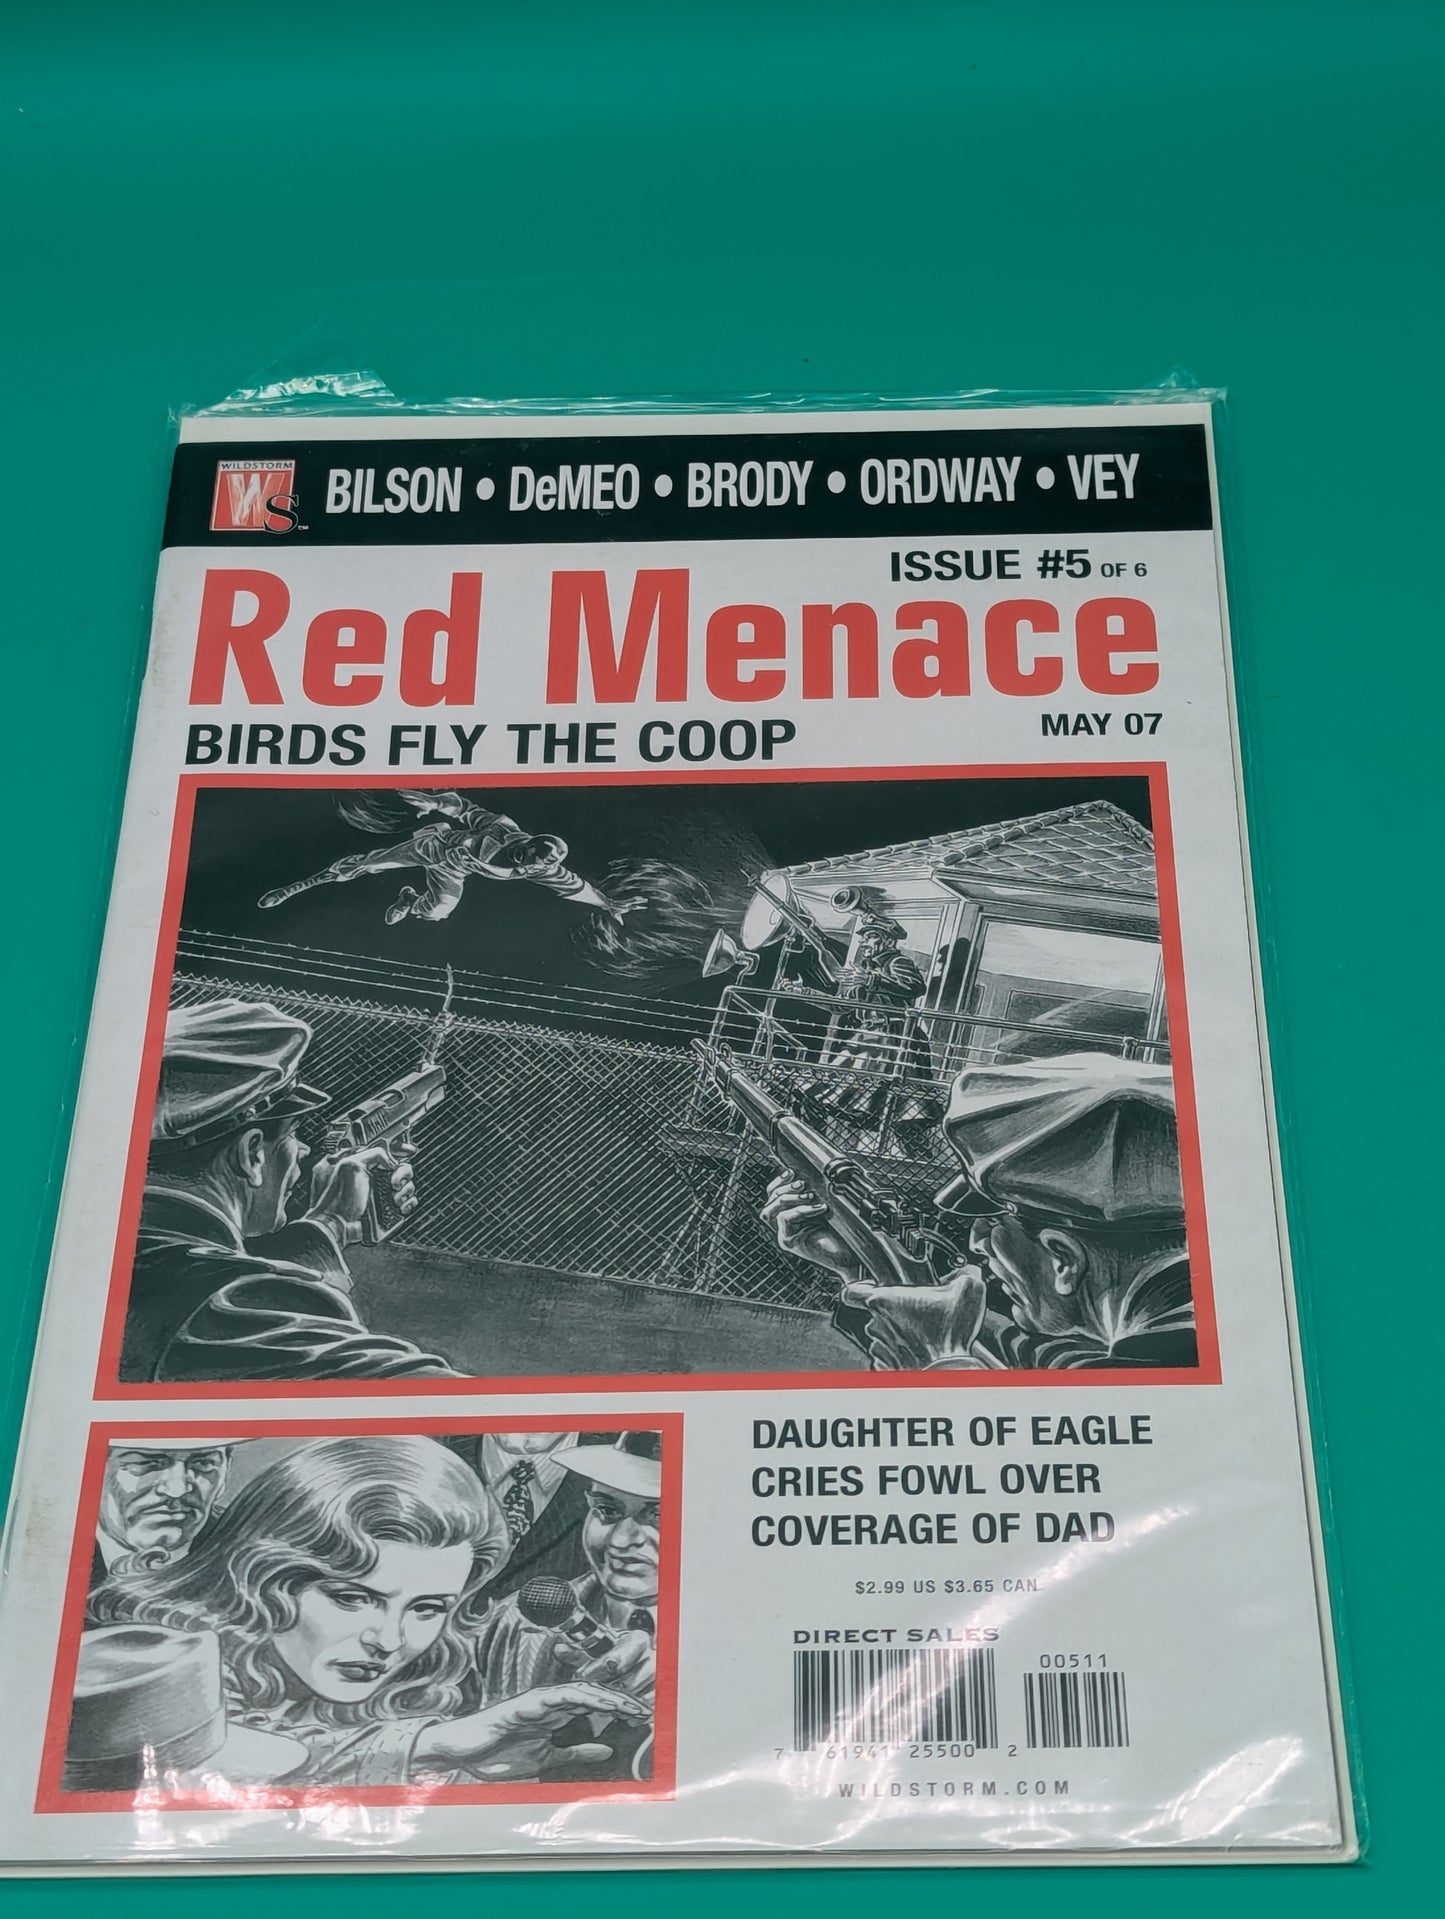 WILDSTORM
WS™
BILSON • DeMEO • BRODY • ORDWAY • VEY
ISSUE #5 OF 6
Red Menace
BIRDS FLY THE COOP
MAY 07
DAUGHTER OF EAGLE
CRIES FOWL OVER
COVERAGE OF DAD
$2.99 US $3.65 CAN.
DIRECT SALES
00511
7 61941 25500 2
WILDSTORM.COM